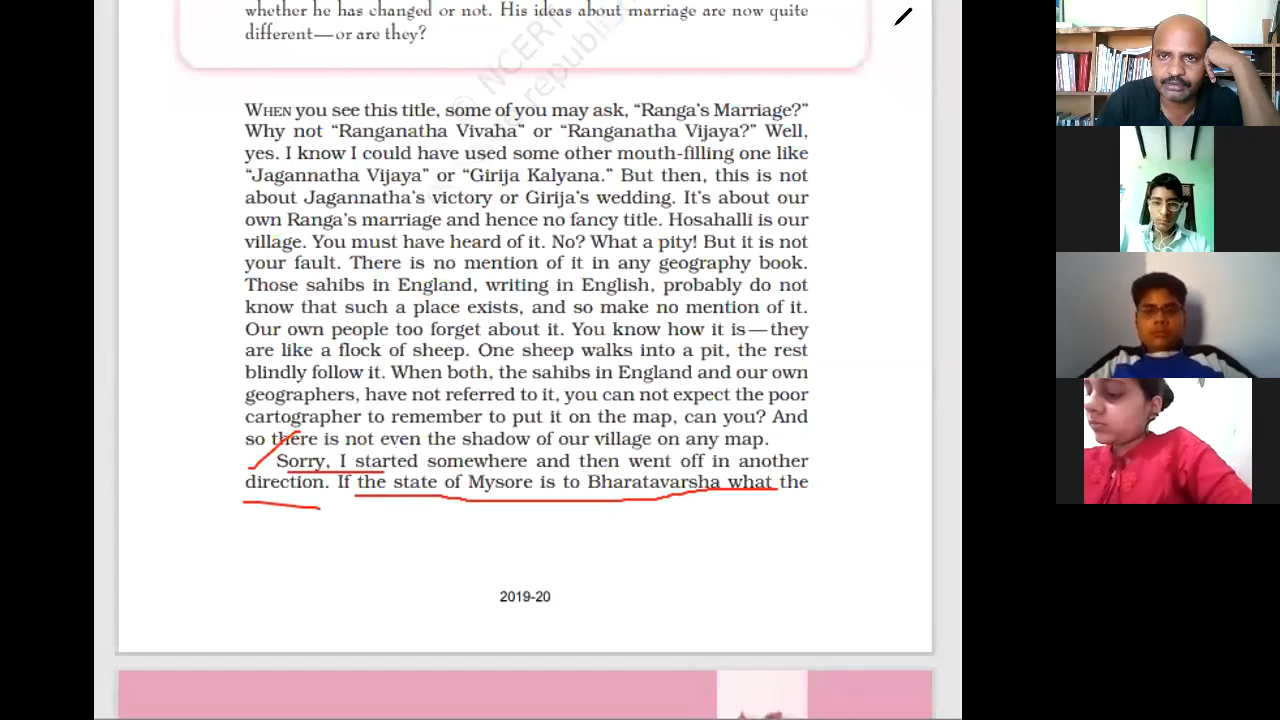 whether he has changed or not. His ideas about marriage are now quite
different—or are they?
© NCERT
republi
WHEN you see this title, some of you may ask, “Ranga’s Marriage?”
Why not “Ranganatha Vivaha” or “Ranganatha Vijaya?” Well,
yes. I know I could have used some other mouth-filling one like
“Jagannatha Vijaya” or “Girija Kalyana.” But then, this is not
about Jagannatha’s victory or Girija’s wedding. It’s about our
own Ranga’s marriage and hence no fancy title. Hosahalli is our
village. You must have heard of it. No? What a pity! But it is not
your fault. There is no mention of it in any geography book.
Those sahibs in England, writing in English, probably do not
know that such a place exists, and so make no mention of it.
Our own people too forget about it. You know how it is—they
are like a flock of sheep. One sheep walks into a pit, the rest
blindly follow it. When both, the sahibs in England and our own
geographers, have not referred to it, you can not expect the poor
cartographer to remember to put it on the map, can you? And
so there is not even the shadow of our village on any map.
Sorry, I started somewhere and then went off in another
direction. If the state of Mysore is to Bharatavarsha what the
2019-20